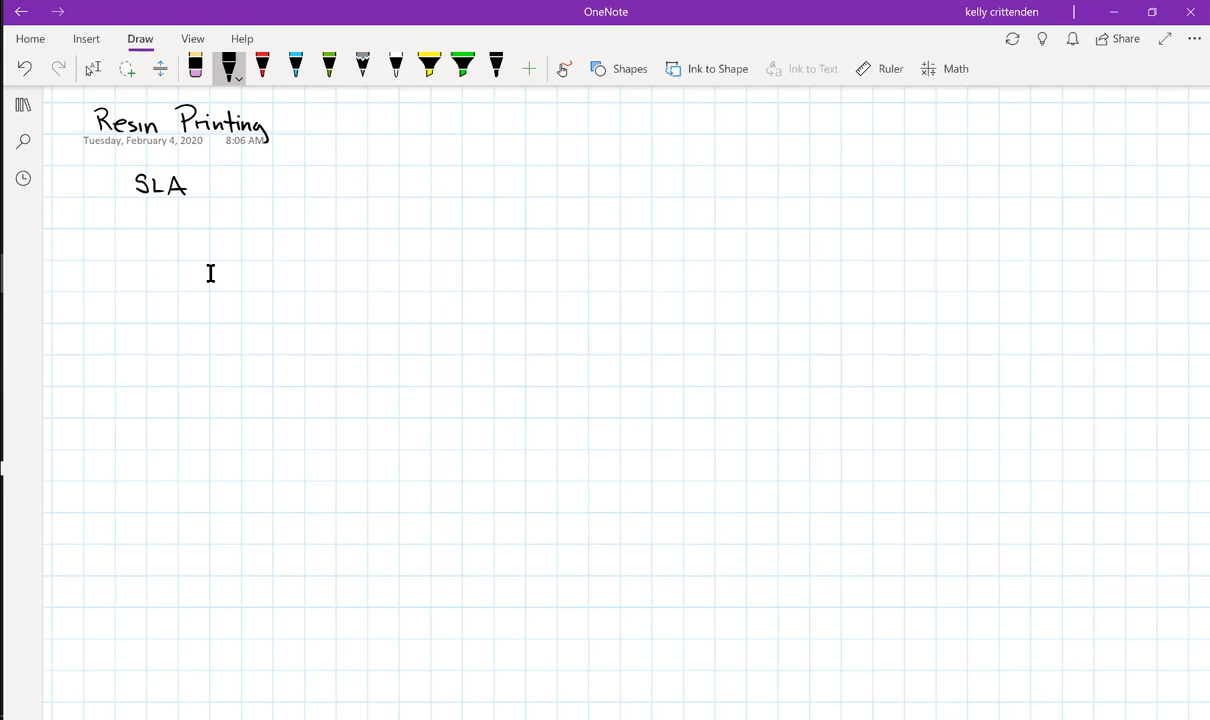 OneNote
kelly crittenden
Home Insert Draw View Help
Share
Shapes Ink to Shape Ink to Text Ruler Math
Resin Printing
Tuesday, February 4, 2020 8:06 AM
SLA